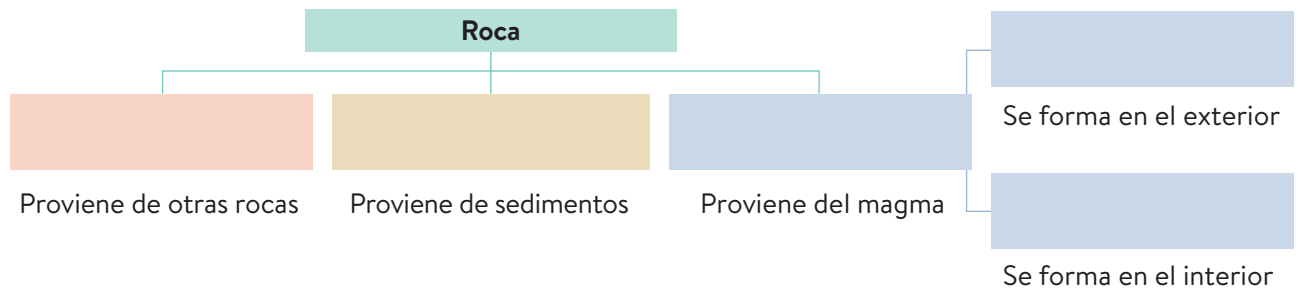 Roca
Proviene de otras rocas
Proviene de sedimentos
Proviene del magma
Se forma en el exterior
Se forma en el interior